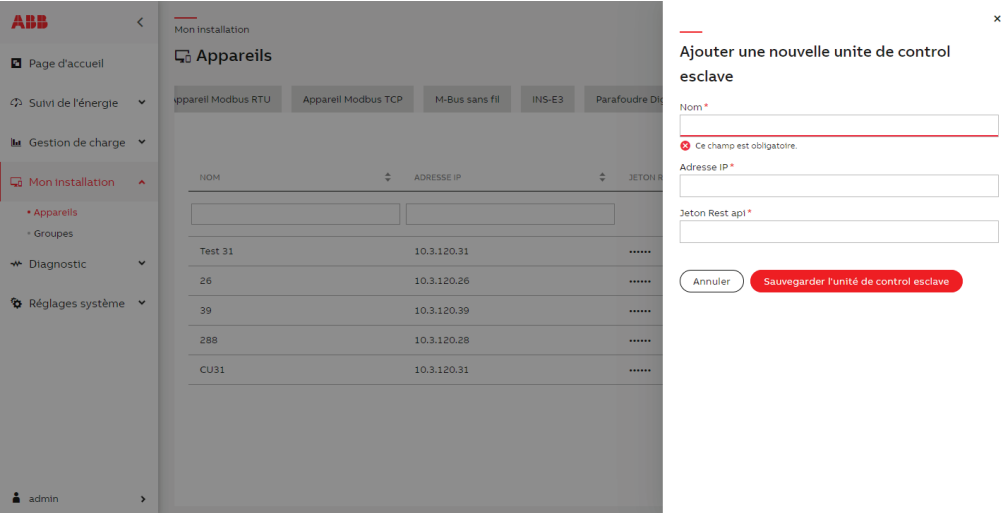 ABB
Page d'accueil
Suivi de l'énergie
Gestion de charge
Mon installation
Appareils
Groupes
Diagnostic
Réglages système
admin
Mon installation
Appareils
Appareil Modbus RTU
Appareil Modbus TCP
M-Bus sans fil
INS-E3
Parafoudre Dig
NOM
ADRESSE IP
JETON R
Test 31
10.3.120.31
••••••
26
10.3.120.26
••••••
39
10.3.120.39
••••••
288
10.3.120.28
••••••
CU31
10.3.120.31
••••••
Ajouter une nouvelle unite de control
esclave
Nom *
Ce champ est obligatoire.
Adresse IP *
Jeton Rest api *
Annuler
Sauvegarder l'unité de control esclave